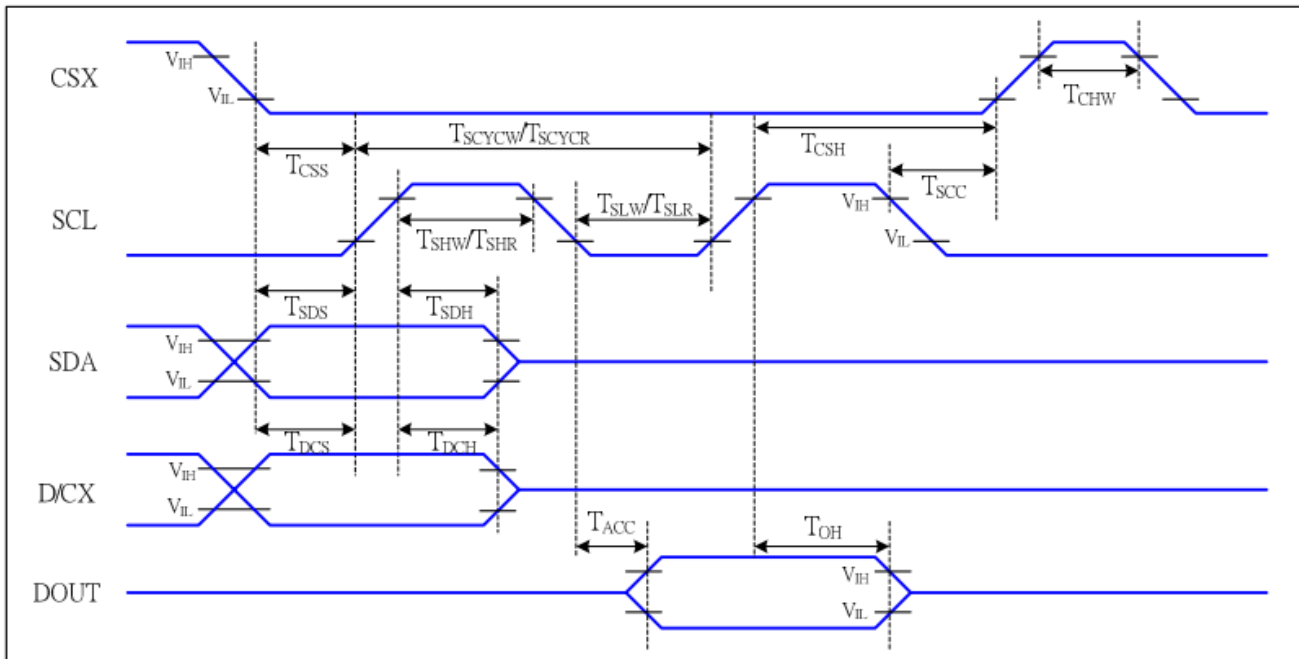 CSX
VIH
VIL
TCHW
TCSS
TSCYCW/TSCYCR
TCSH
TSCC
SCL
TSHW/TSHR
TSLW/TSLR
VIH
VIL
TSDS
TSDH
SDA
VIH
VIL
TDCS
TDCH
D/CX
VIH
VIL
TACC
TOH
DOUT
VIH
VIL